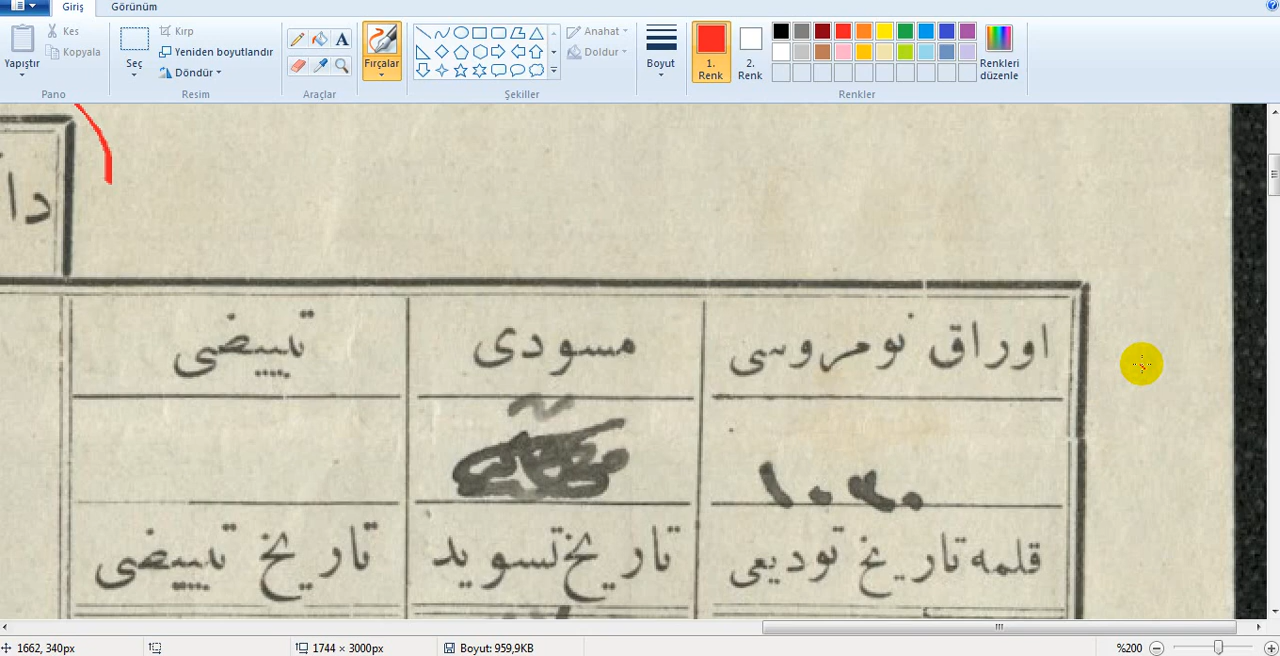 Giriş Görünüm
Yapıştır
Kes
Kopyala
Pano
Seç
Kırp
Yeniden boyutlandır
Döndür
Resim
A
Araçlar
Fırçalar
Anahat
Doldur
Şekiller
Boyut
1. Renk
2. Renk
Renkleri düzenle
Renkler
دا
اوراق نومروسی مسودی تبییضی
قلمه تاریخ تودیعی تاریخ تسوید تاریخ تبییضی
1662, 340px 1744 × 3000px Boyut: 959,9KB %200